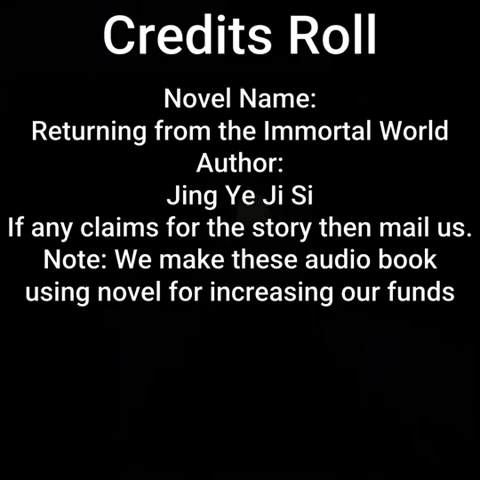 Credits Roll
Novel Name:
Returning from the Immortal World
Author:
Jing Ye Ji Si
If any claims for the story then mail us.
Note: We make these audio book
using novel for increasing our funds